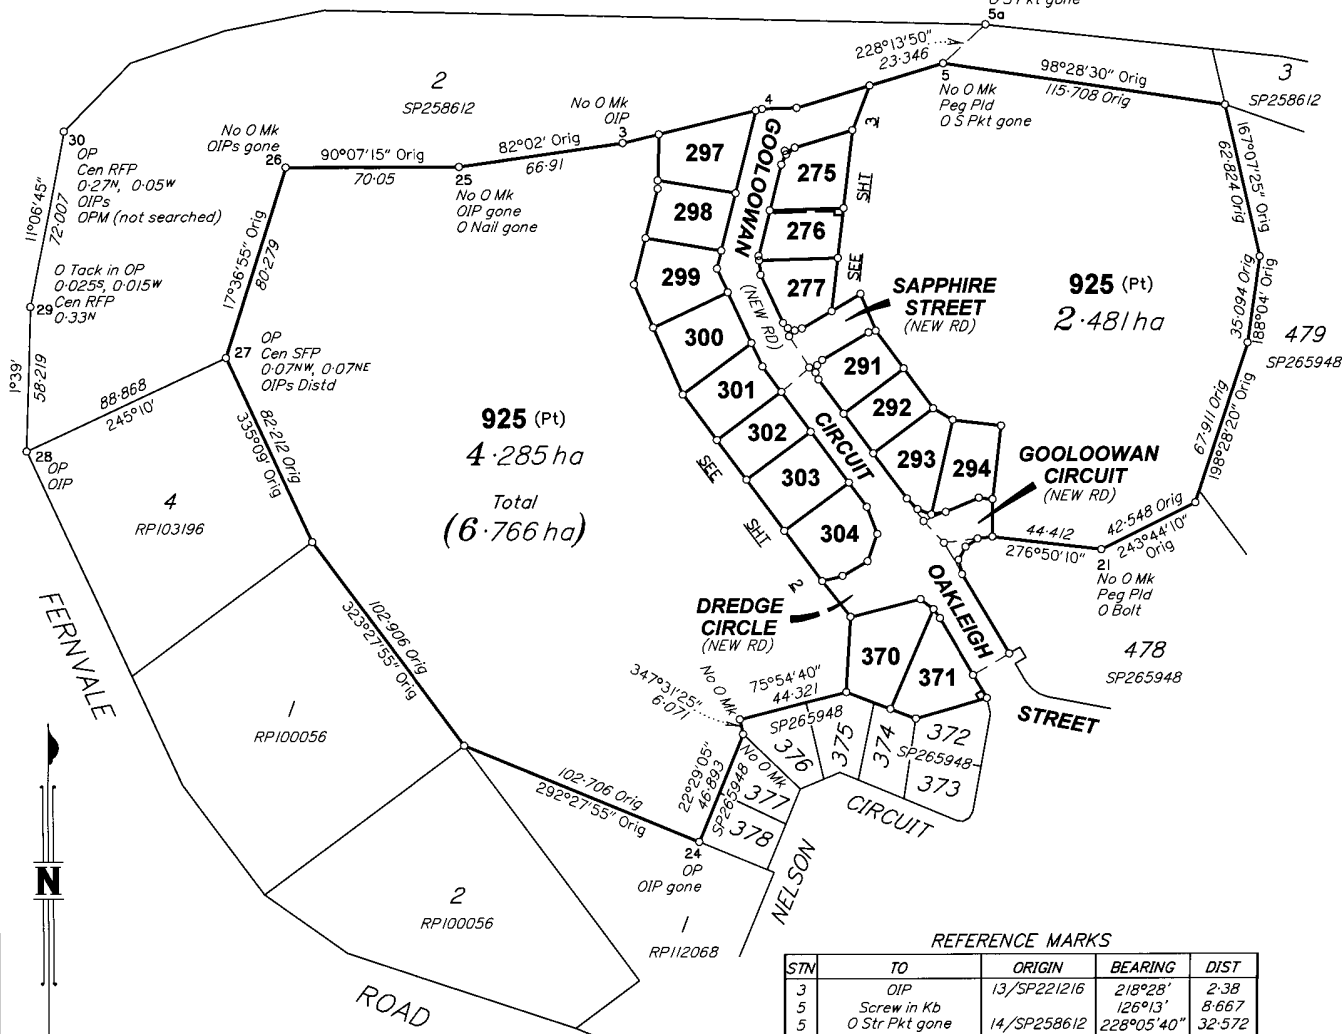 O S Pkt gone
5a
228°13'50"
23·346
5
No O Mk
Peg Pld
O S Pkt gone
98°28'30" Orig
115·708 Orig
3
SP258612
2
SP258612
30
OP
Cen RFP
0·27N, 0·05W
OIPs
OPM (not searched)
11°06'45"
72·007
No O Mk
OIPs gone
26
90°07'15" Orig
70·05
25
No O Mk
OIP gone
O Nail gone
No O Mk
OIP
3
82°02' Orig
66·91
4
GOOLOOWAN
(NEW RD)
CIRCUIT
297
298
299
300
301
302
303
304
275
276
277
SEE
SHT
3
SAPPHIRE
STREET
(NEW RD)
291
292
293
294
925 (Pt)
2·481ha
167°07'25" Orig
62·824 Orig
35·094 Orig
188°04' Orig
479
SP265948
67·911 Orig
198°28'20" Orig
29
O Tack in OP
0·025S, 0·015W
Cen RFP
0·33N
1°39'
58·219
17°36'55" Orig
80·279
27
OP
Cen SFP
0·07NW, 0·07NE
OIPs Distd
88·868
245°10'
28
OP
OIP
82·212 Orig
335°09' Orig
925 (Pt)
4·285ha
Total
(6·766ha)
SEE
SHT
2
GOOLOOWAN
CIRCUIT
(NEW RD)
44·412
276°50'10"
42·548 Orig
243°44'10"
Orig
21
No O Mk
Peg Pld
O Bolt
4
RP103196
FERNVALE
ROAD
102·906 Orig
323°27'55" Orig
DREDGE
CIRCLE
(NEW RD)
OAKLEIGH
STREET
370
371
478
SP265948
347°31'25"
6·071
No O Mk
75°54'40"
44·321
SP265948
376
375
374
372
SP265948
373
1
RP100056
102·706 Orig
292°27'55" Orig
22°29'05"
46·893
SP265948
No O Mk
377
378
CIRCUIT
NELSON
24
OP
OIP gone
2
RP100056
1
RP112068
N
REFERENCE MARKS
STN TO ORIGIN BEARING DIST
3 OIP 13/SP221216 218°28' 2·38
5 Screw in Kb 126°13' 8·667
5 O Str Pkt gone 14/SP258612 228°05'40" 32·572